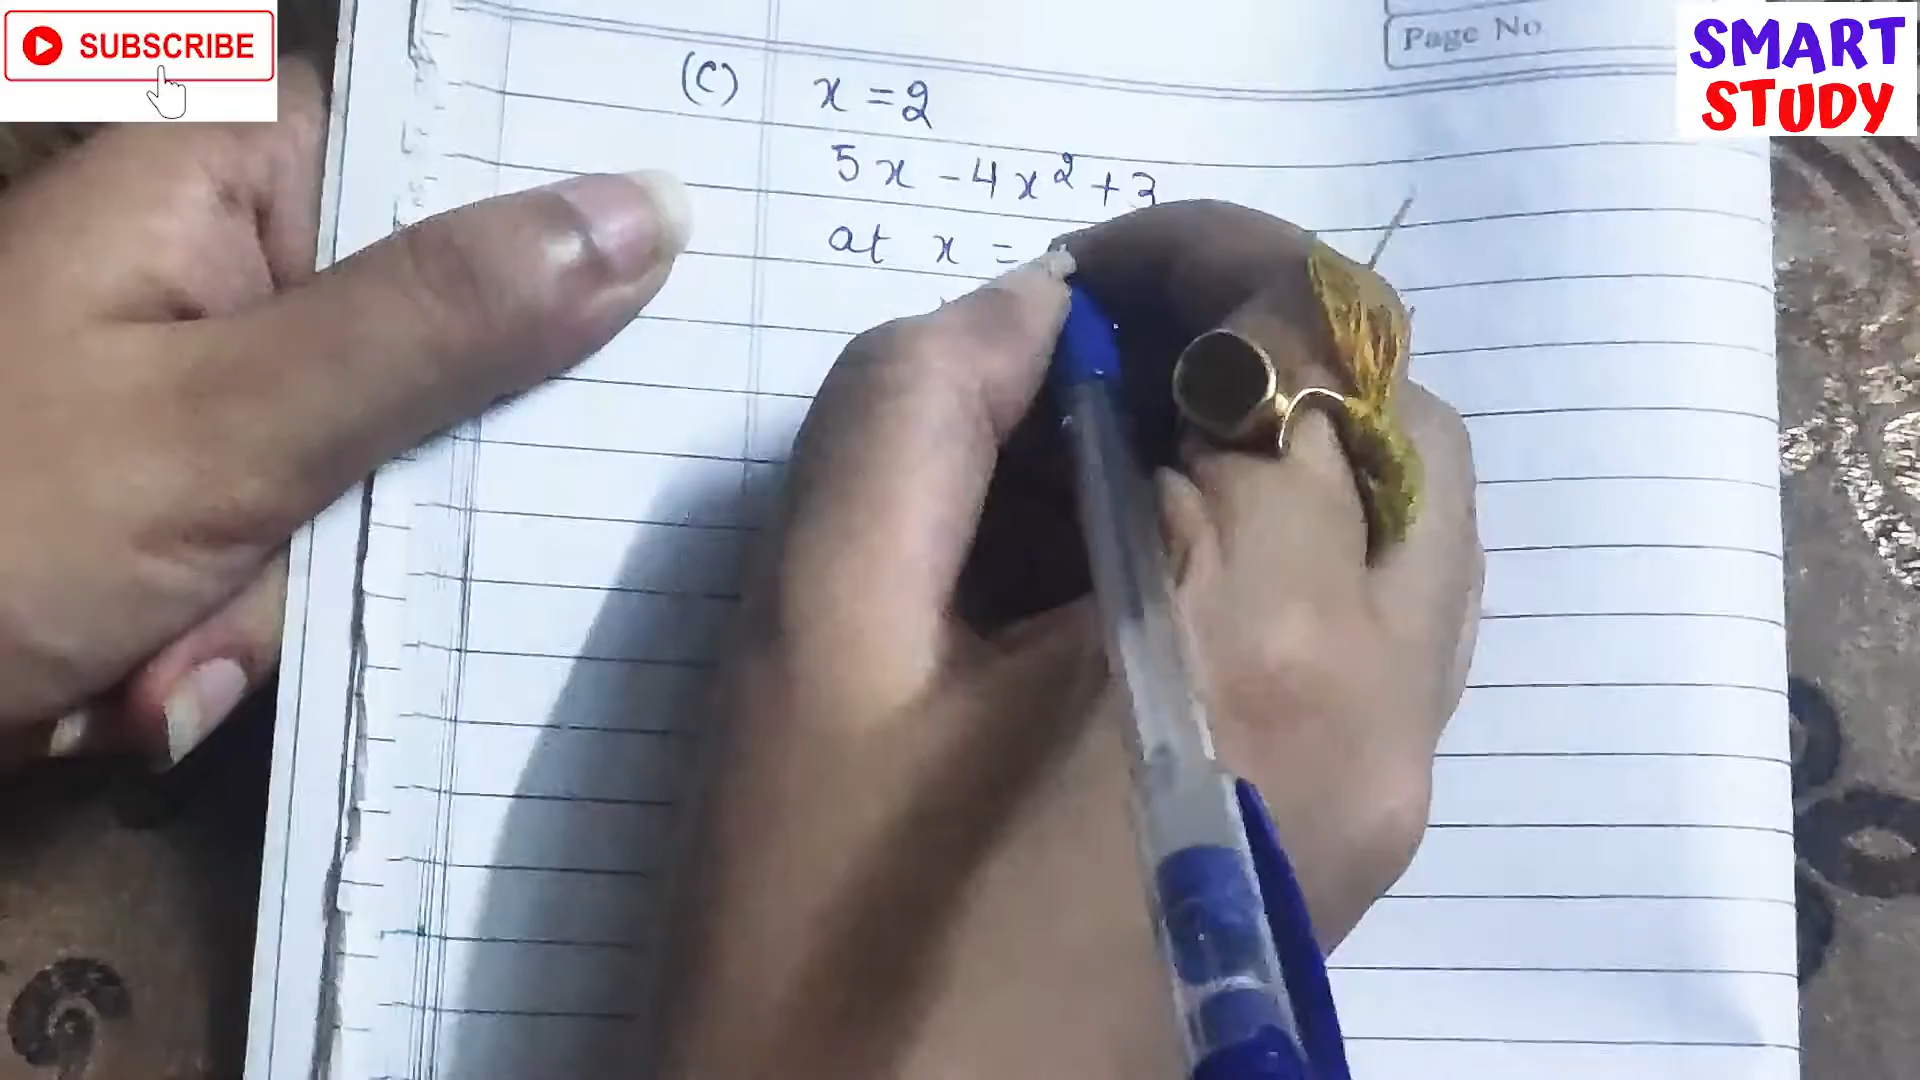 SUBSCRIBE
SMART
STUDY
Page No
(C) x = 2
5x - 4x² + 3
at x =